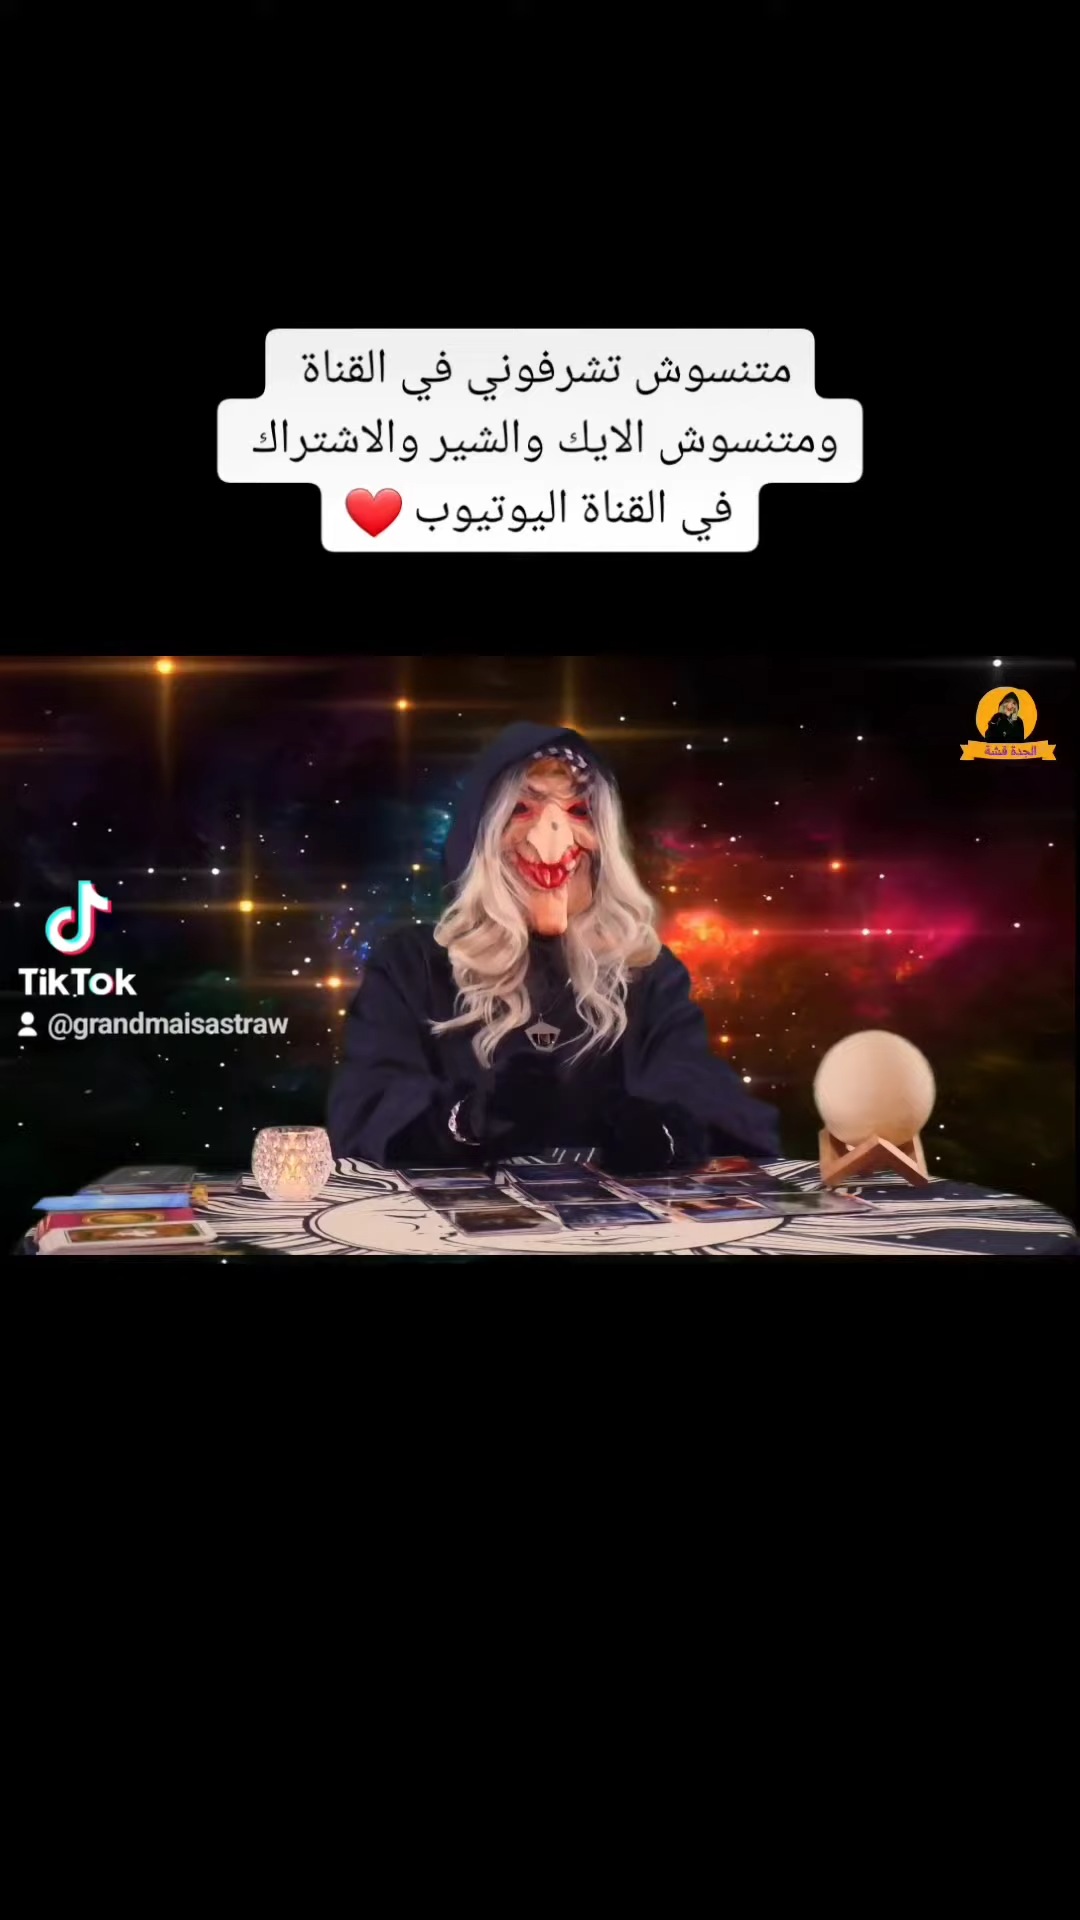 متنسوش تشرفوني في القناة
ومتنسوش الايك والشير والاشتراك
في القناة اليوتيوب ❤️
الجدة قشة
TikTok
@grandmaisastraw